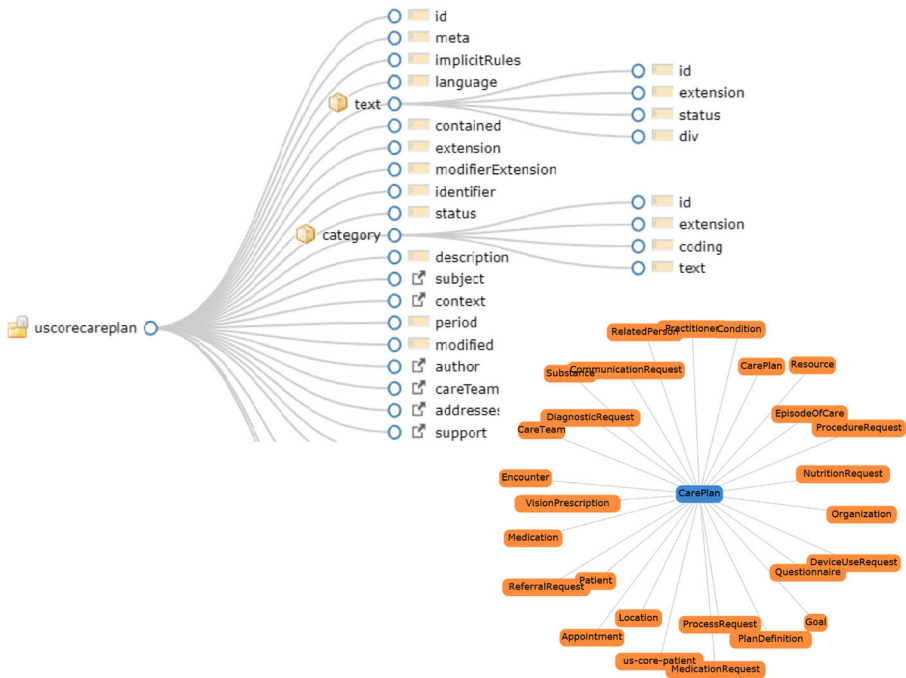 id
meta
implicitRules
language
text
id
extension
status
div
contained
extension
modifierExtension
identifier
status
category
id
extension
coding
text
description
subject
context
period
modified
author
careTeam
addresses
support
uscorecareplan
RelatedPerson
Practitioner
Condition
Substance
CommunicationRequest
CarePlan
Resource
DiagnosticRequest
CareTeam
EpisodeOfCare
ProcedureRequest
Encounter
NutritionRequest
CarePlan
VisionPrescription
Organization
Medication
DeviceUseRequest
Questionnaire
ReferralRequest
Patient
Location
Goal
ProcessRequest
Appointment
PlanDefinition
us-core-patient
MedicationRequest